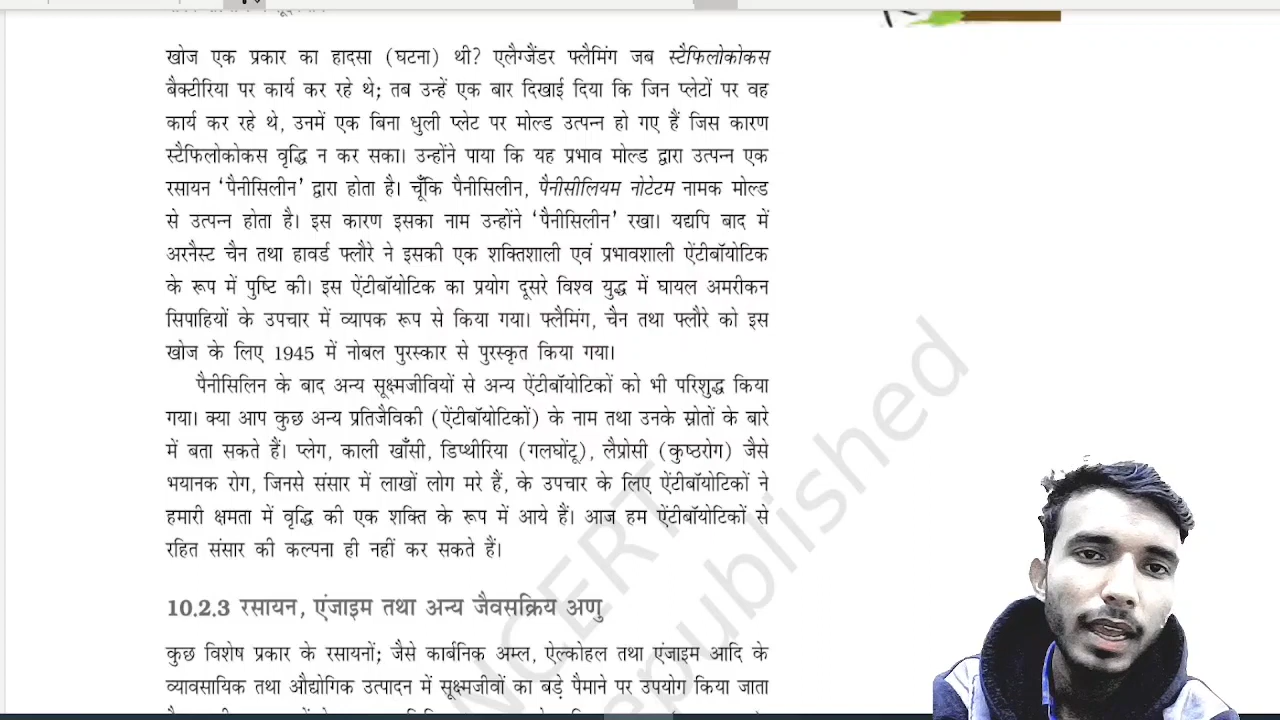 खोज एक प्रकार का हादसा (घटना) थी? एलैग्जैंडर फ्लैमिंग जब स्टैफिलोकोकस
बैक्टीरिया पर कार्य कर रहे थे; तब उन्हें एक बार दिखाई दिया कि जिन प्लेटों पर वह
कार्य कर रहे थे, उनमें एक बिना धुली प्लेट पर मोल्ड उत्पन्न हो गए हैं जिस कारण
स्टैफिलोकोकस वृद्धि न कर सका। उन्होंने पाया कि यह प्रभाव मोल्ड द्वारा उत्पन्न एक
रसायन ‘पैनीसिलीन’ द्वारा होता है। चूँकि पैनीसिलीन, पैनीसीलियम नोटेटम नामक मोल्ड
से उत्पन्न होता है। इस कारण इसका नाम उन्होंने ‘पैनीसिलीन’ रखा। यद्यपि बाद में
अरनैस्ट चैन तथा हावर्ड फ्लौरे ने इसकी एक शक्तिशाली एवं प्रभावशाली ऐंटीबॉयोटिक
के रूप में पुष्टि की। इस ऐंटीबॉयोटिक का प्रयोग दूसरे विश्व युद्ध में घायल अमरीकन
सिपाहियों के उपचार में व्यापक रूप से किया गया। फ्लैमिंग, चैन तथा फ्लौरे को इस
खोज के लिए 1945 में नोबल पुरस्कार से पुरस्कृत किया गया।
पैनीसिलिन के बाद अन्य सूक्ष्मजीवियों से अन्य ऐंटीबॉयोटिकों को भी परिशुद्ध किया
गया। क्या आप कुछ अन्य प्रतिजैविकी (ऐंटीबॉयोटिकों) के नाम तथा उनके स्रोतों के बारे
में बता सकते हैं। प्लेग, काली खाँसी, डिप्थीरिया (गलघोंटू), लैप्रोसी (कुष्ठरोग) जैसे
भयानक रोग, जिनसे संसार में लाखों लोग मरे हैं, के उपचार के लिए ऐंटीबॉयोटिकों ने
हमारी क्षमता में वृद्धि की एक शक्ति के रूप में आये हैं। आज हम ऐंटीबॉयोटिकों से
रहित संसार की कल्पना ही नहीं कर सकते हैं।
10.2.3 रसायन, एंजाइम तथा अन्य जैवसक्रिय अणु
कुछ विशेष प्रकार के रसायनों; जैसे कार्बनिक अम्ल, ऐल्कोहल तथा एंजाइम आदि के
व्यावसायिक तथा औद्योगिक उत्पादन में सूक्ष्मजीवों का बड़े पैमाने पर उपयोग किया जाता
NCERT
republished